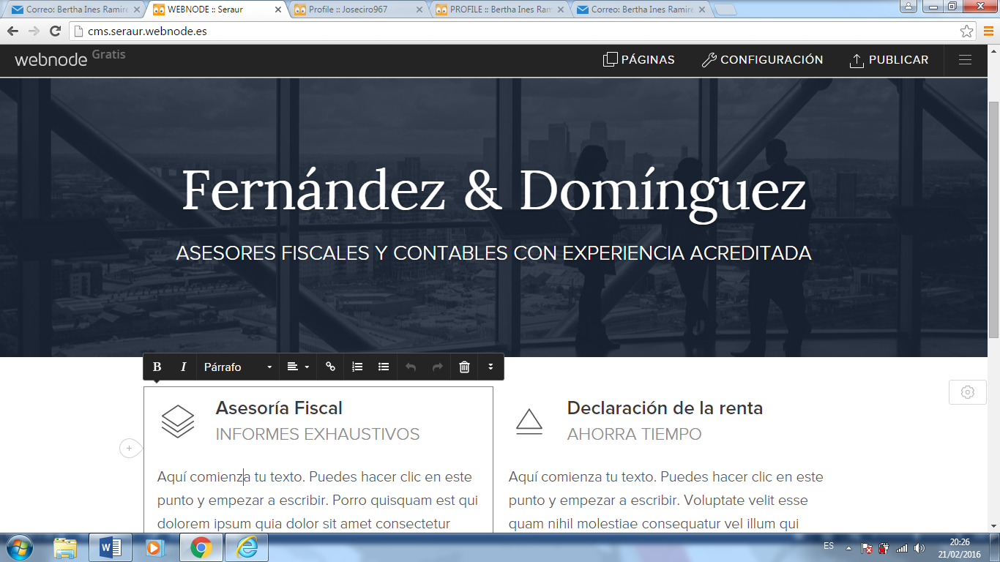 Correo: Bertha Ines Ramire
WEBNODE :: Seraur
Profile :: Joseciro967
PROFILE :: Bertha Ines Ram
Correo: Bertha Ines Ramire
cms.seraur.webnode.es
webnode Gratis
PÁGINAS
CONFIGURACIÓN
PUBLICAR
Fernández & Domínguez
ASESORES FISCALES Y CONTABLES CON EXPERIENCIA ACREDITADA
B I Párrafo
Asesoría Fiscal
INFORMES EXHAUSTIVOS
Aquí comienza tu texto. Puedes hacer clic en este
punto y empezar a escribir. Porro quisquam est qui
dolorem ipsum quia dolor sit amet consectetur
Declaración de la renta
AHORRA TIEMPO
Aquí comienza tu texto. Puedes hacer clic en este
punto y empezar a escribir. Voluptate velit esse
quam nihil molestiae consequatur vel illum qui
ES
20:26
21/02/2016